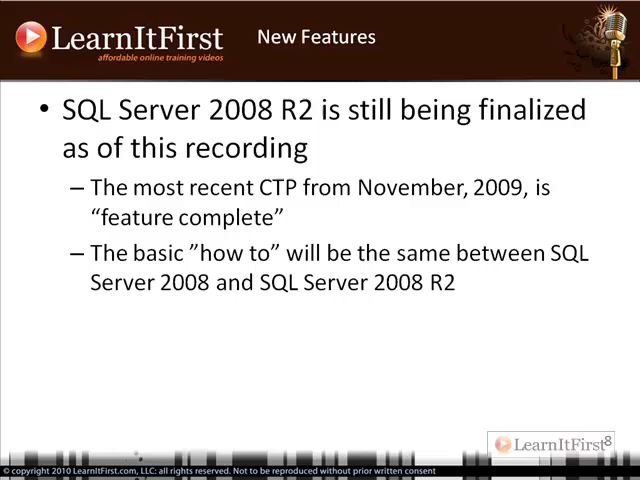 LearnItFirst
affordable online training videos
New Features
• SQL Server 2008 R2 is still being finalized
as of this recording
– The most recent CTP from November, 2009, is
“feature complete”
– The basic ”how to” will be the same between SQL
Server 2008 and SQL Server 2008 R2
LearnItFirst
8
© copyright 2010 LearnItFirst.com, LLC: all rights reserved. Not to be reproduced without prior written consent